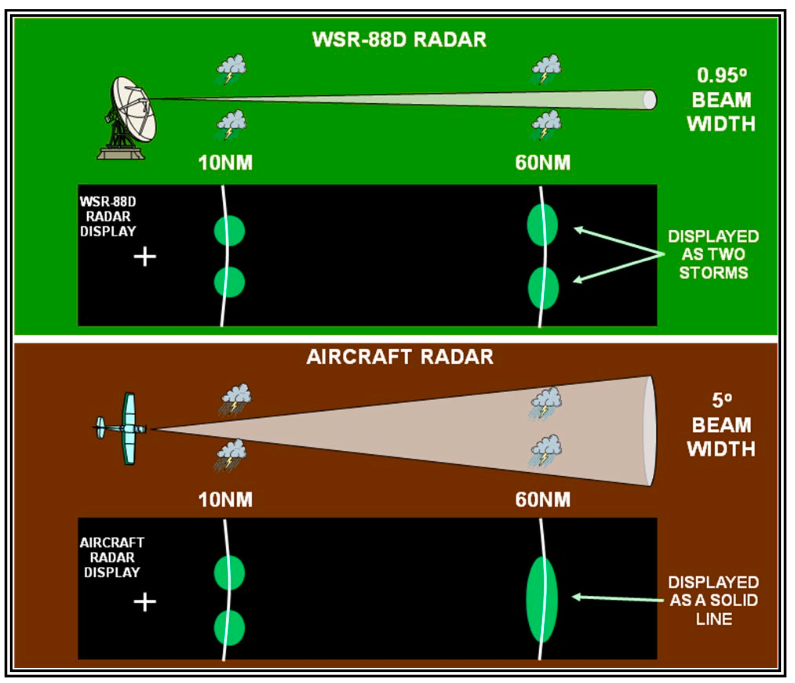 WSR-88D RADAR
0.95º
BEAM
WIDTH
10NM
60NM
WSR-88D
RADAR
DISPLAY
DISPLAYED
AS TWO
STORMS
AIRCRAFT RADAR
5º
BEAM
WIDTH
10NM
60NM
AIRCRAFT
RADAR
DISPLAY
DISPLAYED
AS A SOLID
LINE